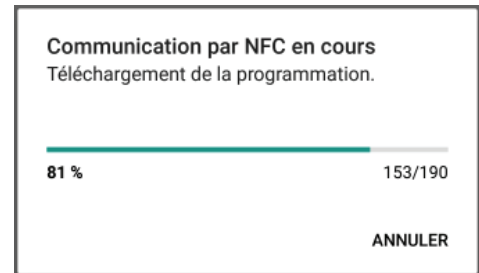 Communication par NFC en cours
Téléchargement de la programmation.
81 % 153/190
ANNULER